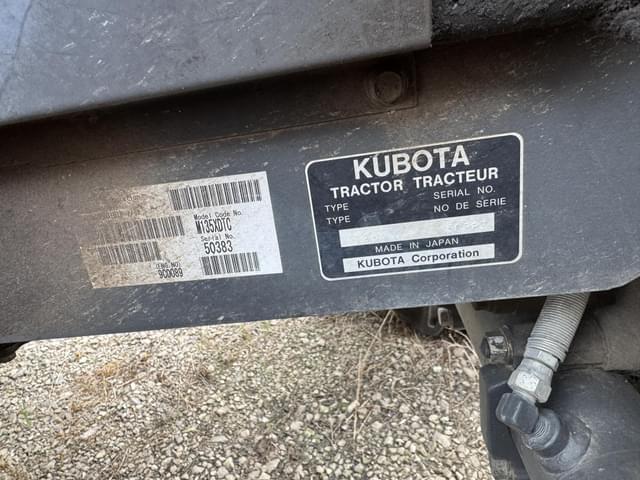 Model Code No.
M135XDTC
Serial No.
50383
(ENG.NO)
9C0089
KUBOTA
TRACTOR TRACTEUR
TYPE SERIAL NO.
TYPE NO DE SERIE
MADE IN JAPAN
KUBOTA Corporation